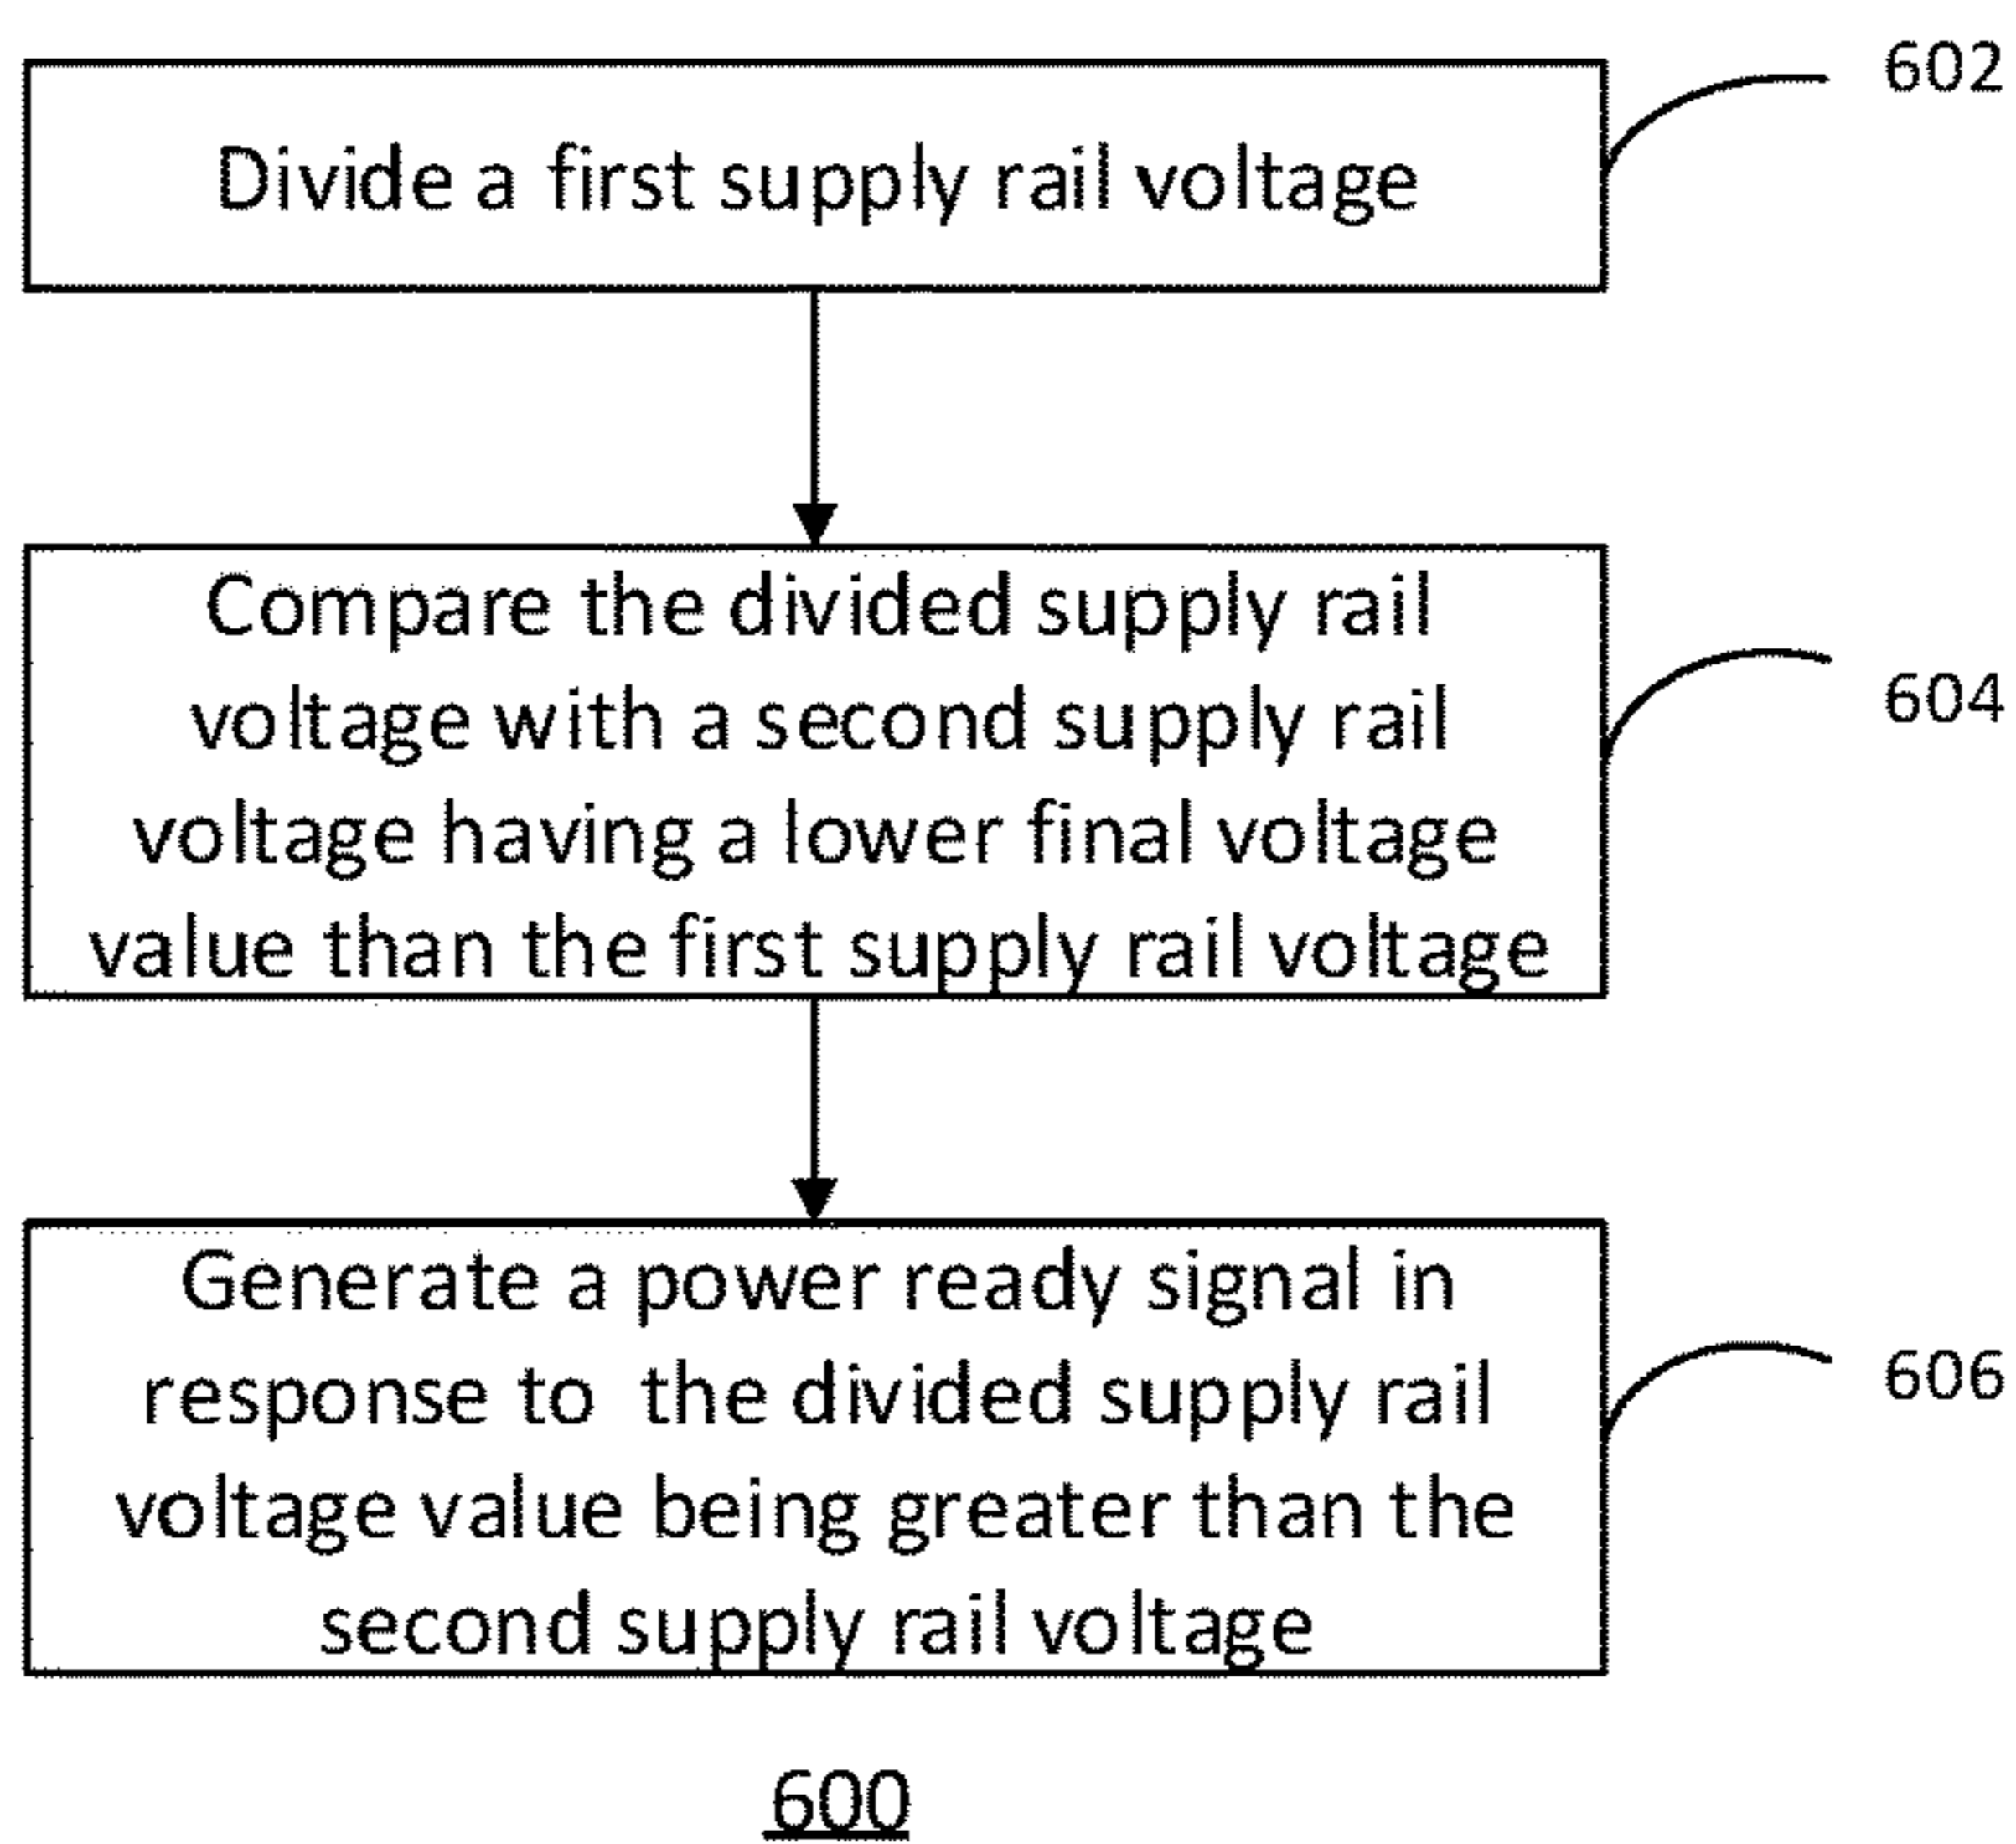 602
Divide a first supply rail voltage
Compare the divided supply rail
voltage with a second supply rail
voltage having a lower final voltage
value than the first supply rail voltage
604
Generate a power ready signal in
response to the divided supply rail
voltage value being greater than the
second supply rail voltage
606
600